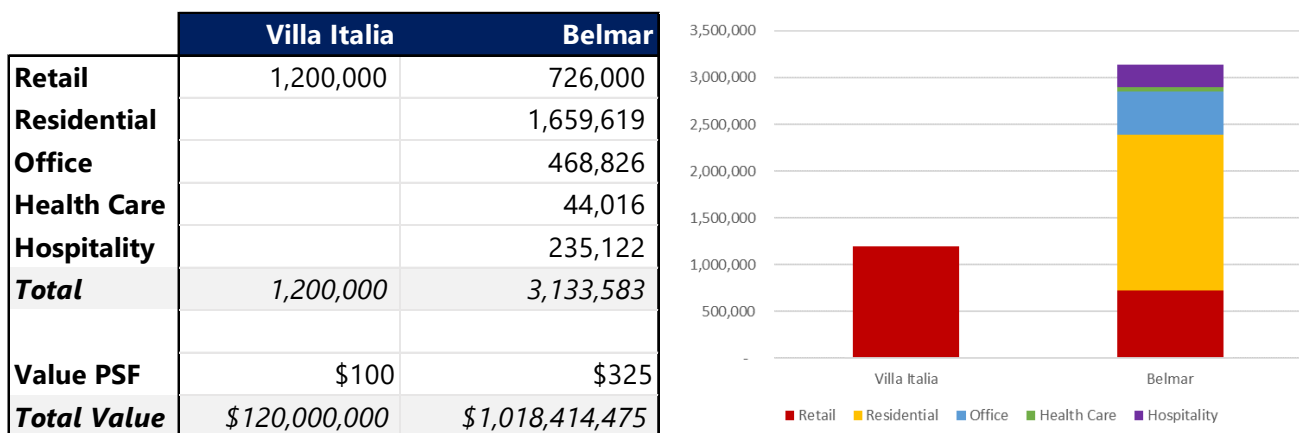 Villa Italia Belmar
Retail 1,200,000 726,000
Residential 1,659,619
Office 468,826
Health Care 44,016
Hospitality 235,122
Total 1,200,000 3,133,583
Value PSF $100 $325
Total Value $120,000,000 $1,018,414,475
3,500,000
3,000,000
2,500,000
2,000,000
1,500,000
1,000,000
500,000
-
Villa Italia Belmar
Retail Residential Office Health Care Hospitality